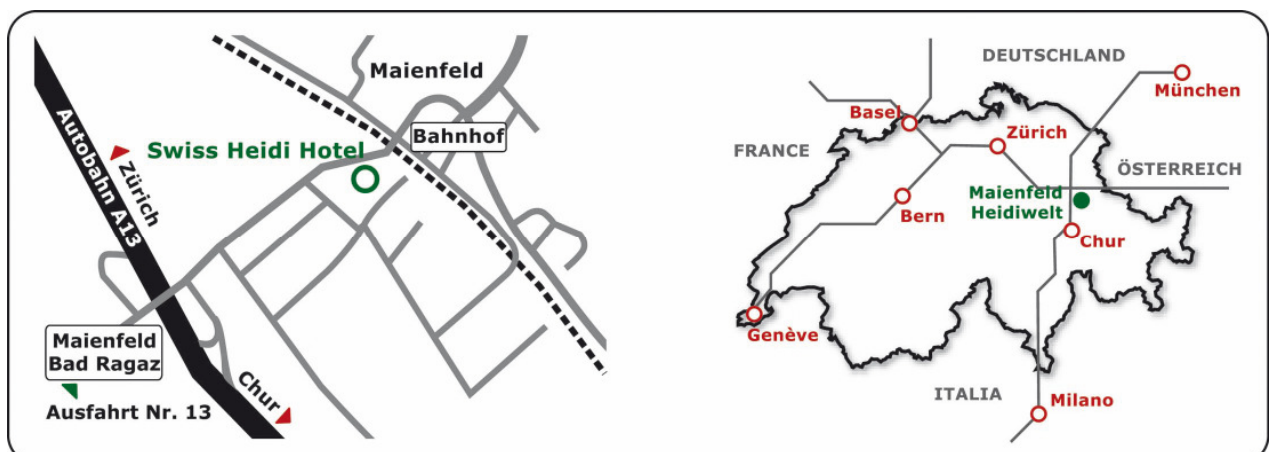 Maienfeld
Bahnhof
Swiss Heidi Hotel
Autobahn A13
Zürich
Maienfeld
Bad Ragaz
Chur
Ausfahrt Nr. 13
DEUTSCHLAND
München
Basel
Zürich
FRANCE
ÖSTERREICH
Maienfeld
Heidiwelt
Bern
Chur
Genève
ITALIA
Milano